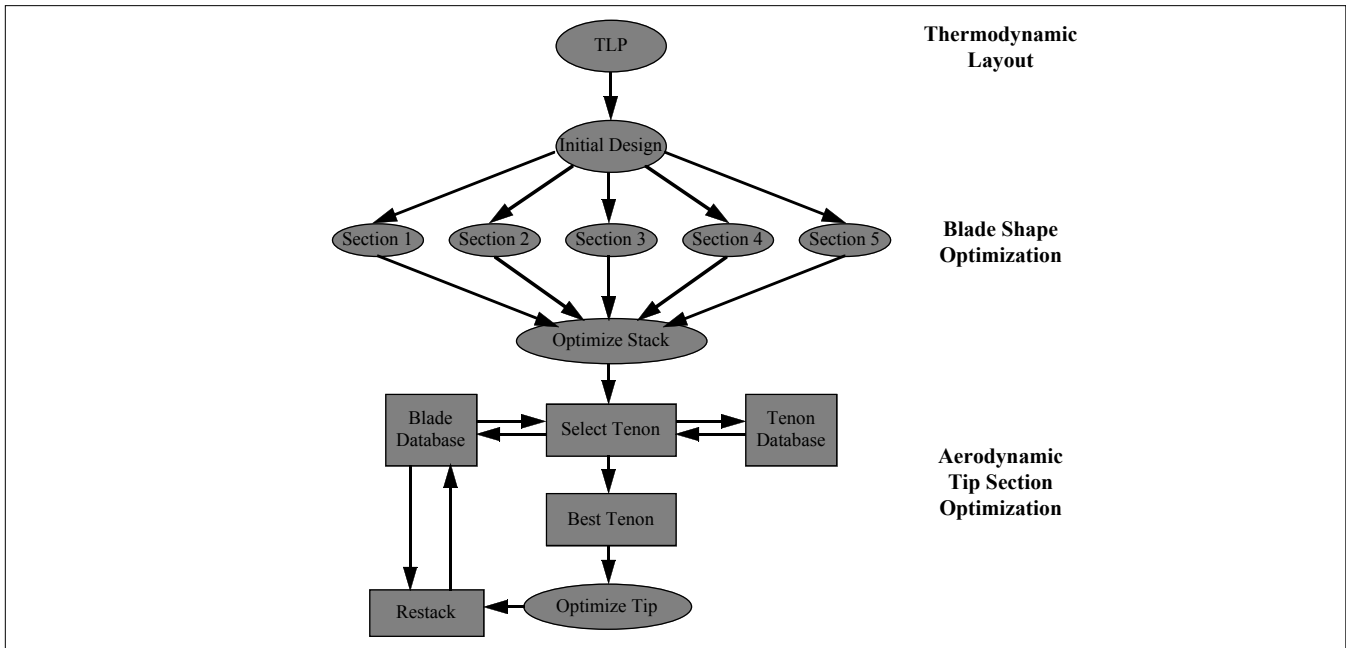 TLP
Thermodynamic
Layout
Initial Design
Section 1
Section 2
Section 3
Section 4
Section 5
Blade Shape
Optimization
Optimize Stack
Blade
Database
Select Tenon
Tenon
Database
Aerodynamic
Tip Section
Optimization
Best Tenon
Optimize Tip
Restack